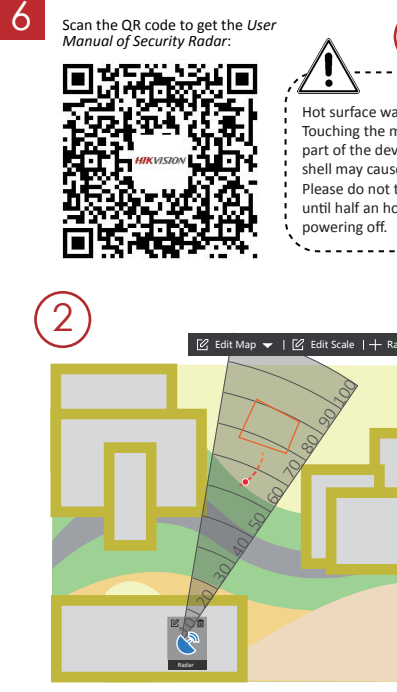 6
Scan the QR code to get the User
Manual of Security Radar:
HIKVISION
Hot surface wa
Touching the m
part of the dev
shell may cause
Please do not t
until half an ho
powering off.
2
Edit Map | Edit Scale | Ra
100
90
80
70
60
50
40
30
20
10
Radar